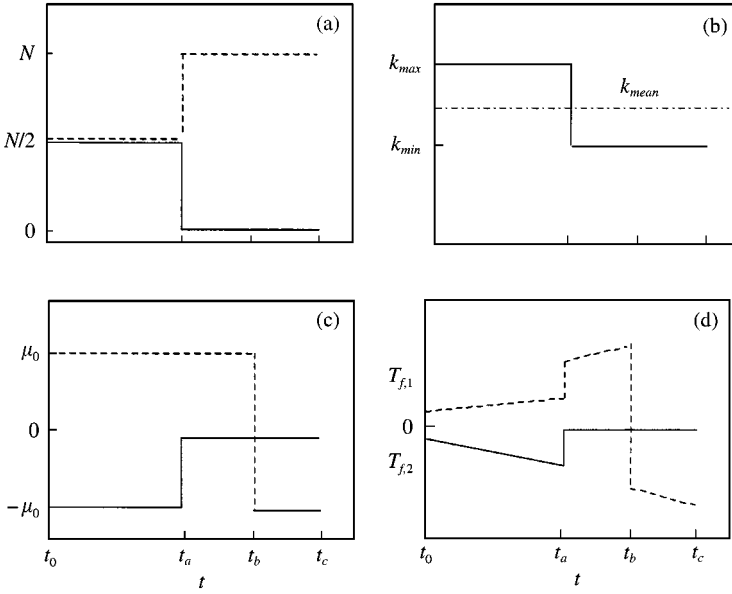 (a)
N
N/2
0
(b)
k_max
k_mean
k_min
(c)
μ_0
0
−μ_0
t_0 t_a t_b t_c
t
(d)
T_f,1
0
T_f,2
t_0 t_a t_b t_c
t